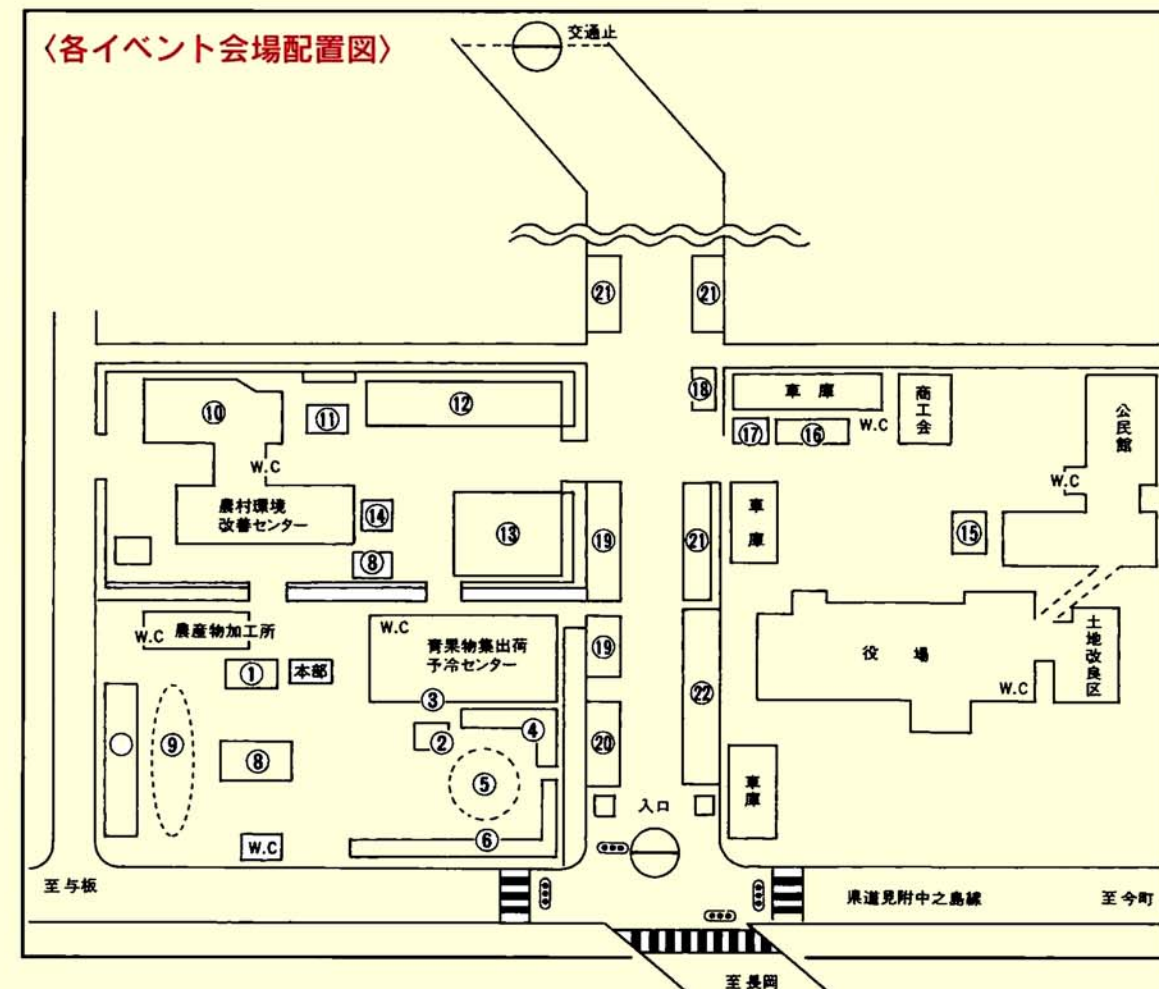 〈各イベント会場配置図〉
交通止
㉑ ㉑
⑩
⑪
⑫
⑱
車庫
商工会
公民館
⑰
⑯
W.C
W.C
W.C
農村環境
改善センター
⑭
⑧
⑬
⑲
㉑
車庫
⑮
W.C
農産物加工所
W.C
青果物集出荷
予冷センター
⑲
役場
W.C
土地改良区
①
本部
③
②
④
⑤
⑥
⑨
⑧
⑳
㉒
車庫
W.C
入口
至与板
県道見附中之島線
至今町
至長岡